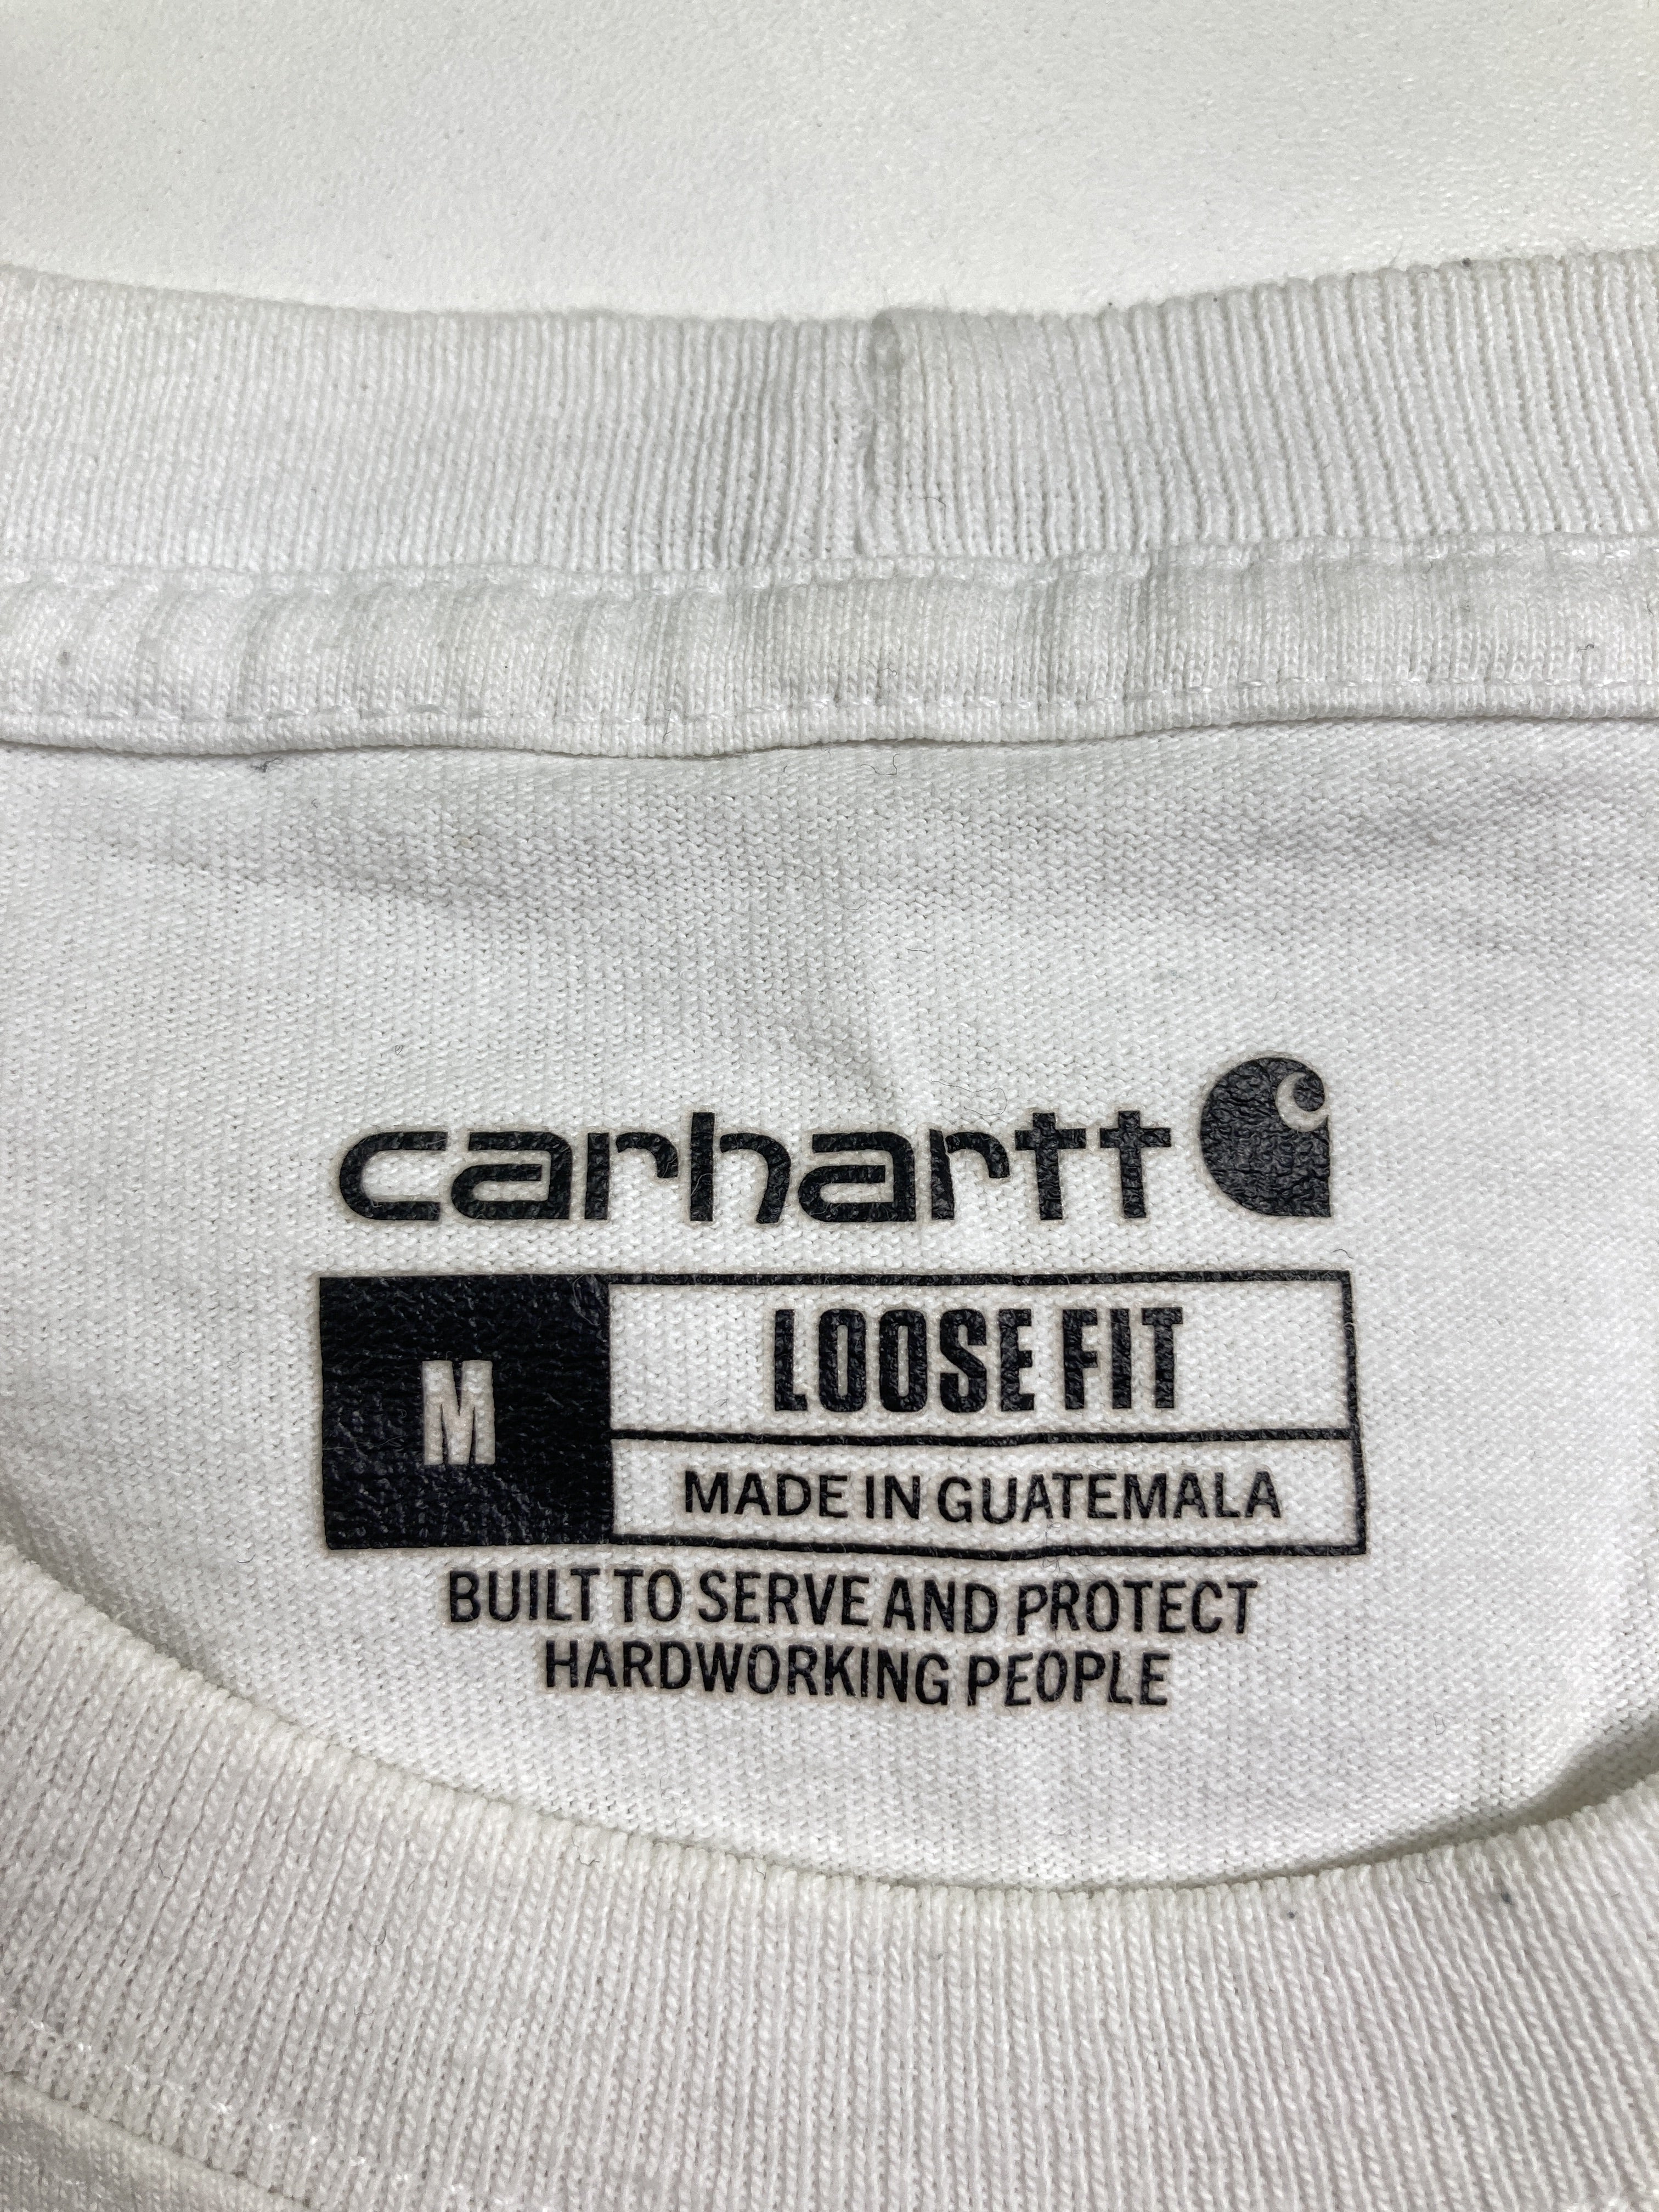 carhartt
M
LOOSE FIT
MADE IN GUATEMALA
BUILT TO SERVE AND PROTECT
HARDWORKING PEOPLE